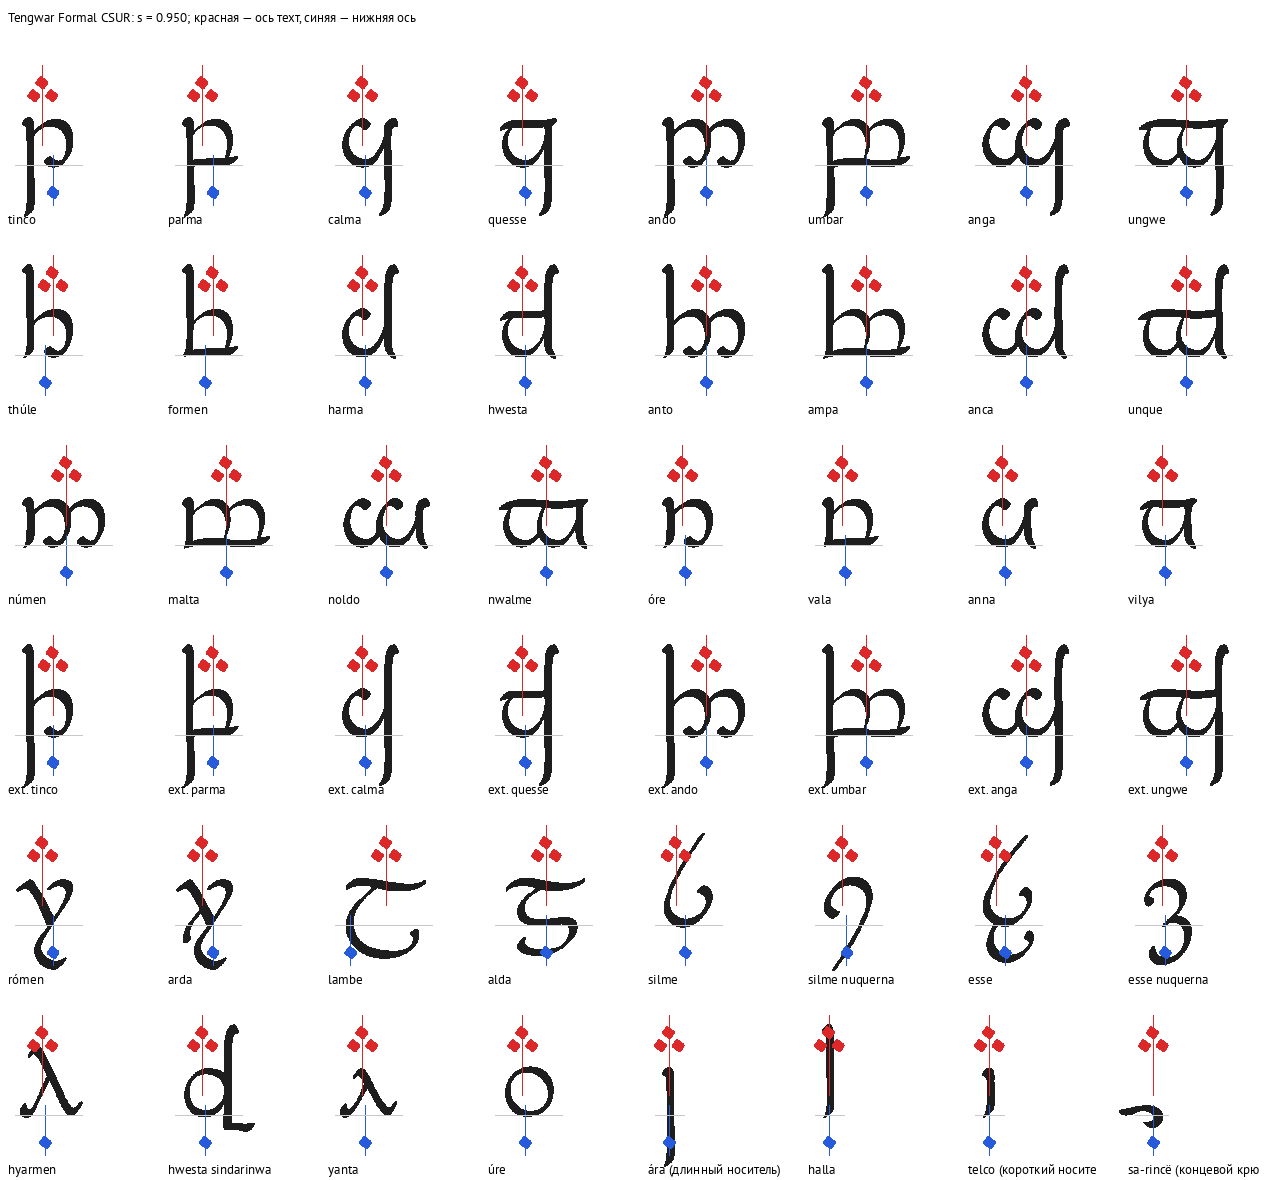 Tengwar Formal CSUR: s = 0.950; красная — ось техт, синяя — нижняя ось
tinco parma calma quesse ando umbar anga ungwe
thúle formen harma hwesta anto ampa anca unque
númen malta noldo nwalme óre vala anna vilya
ext. tinco ext. parma ext. calma ext. quesse ext. ando ext. umbar ext. anga ext. ungwe
rómen arda lambe alda silme silme nuquerna esse esse nuquerna
hyarmen hwesta sindarinwa yanta úre ára (длинный носитель) halla telco (короткий носите sa-rincë (концевой крю